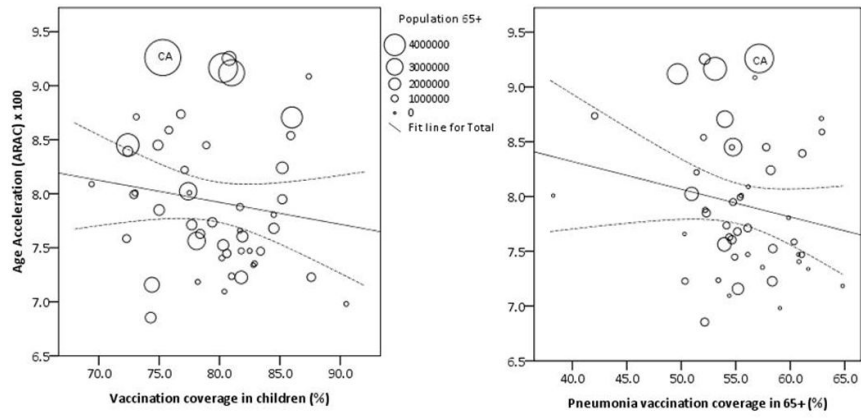 Age Acceleration (ARAC) x 100
9.5
9.0
8.5
8.0
7.5
7.0
6.5
CA
70.0 75.0 80.0 85.0 90.0
Vaccination coverage in children (%)
Population 65+
4000000
3000000
2000000
1000000
0
Fit line for Total
9.5
9.0
8.5
8.0
7.5
7.0
6.5
CA
40.0 45.0 50.0 55.0 60.0 65.0
Pneumonia vaccination coverage in 65+ (%)